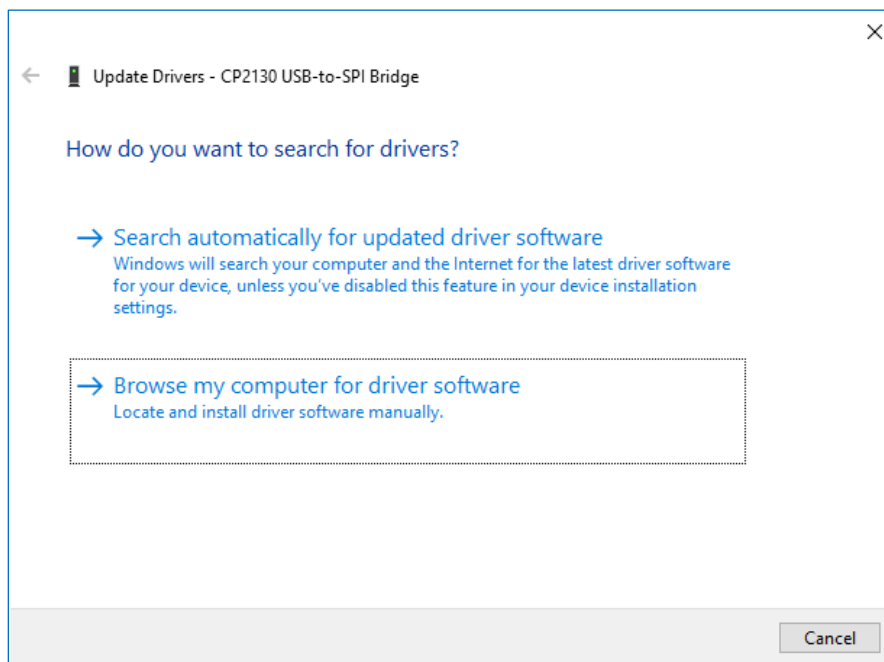 Update Drivers - CP2130 USB-to-SPI Bridge
How do you want to search for drivers?
Search automatically for updated driver software
Windows will search your computer and the Internet for the latest driver software
for your device, unless you've disabled this feature in your device installation
settings.
Browse my computer for driver software
Locate and install driver software manually.
Cancel